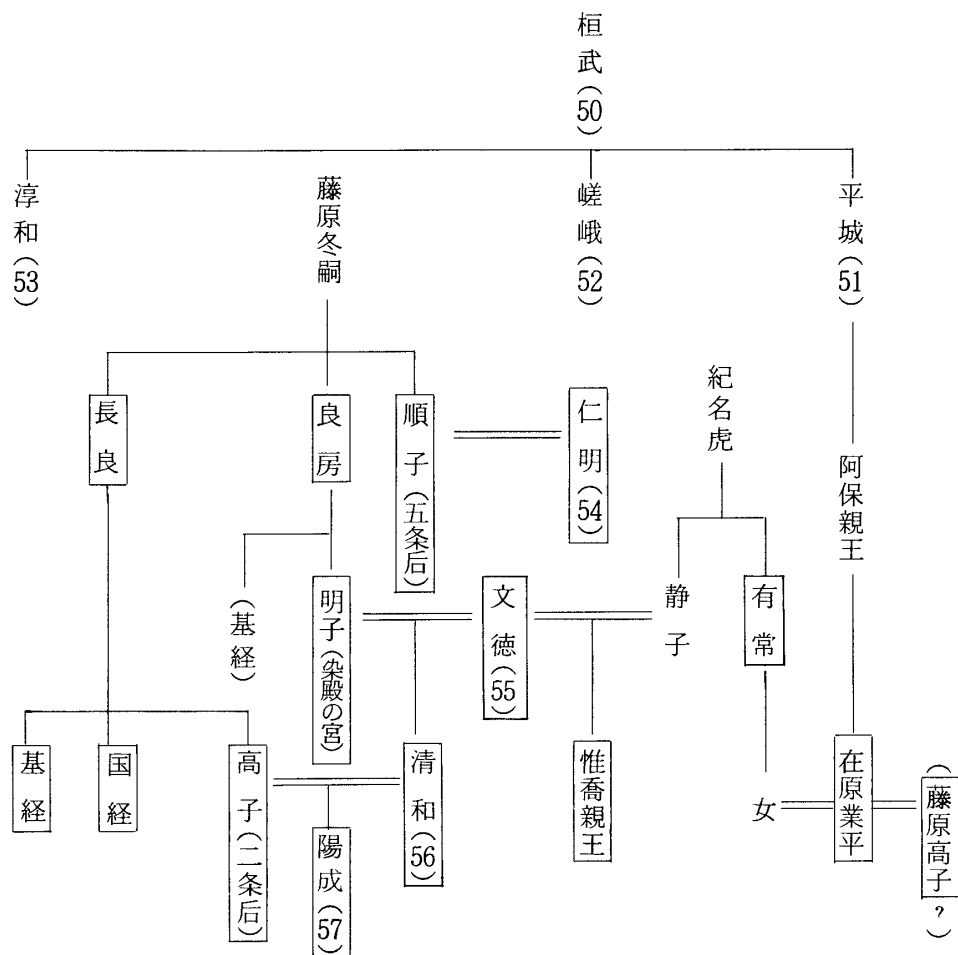 桓武(50)
平城(51)
嵯峨(52)
淳和(53)
藤原冬嗣
阿保親王
紀名虎
仁明(54)
順子(五条后)
良房
長良
有常
静子
文徳(55)
明子(染殿の宮)
(基経)
(藤原高子?)
在原業平
女
惟喬親王
清和(56)
陽成(57)
高子(二条后)
国経
基経